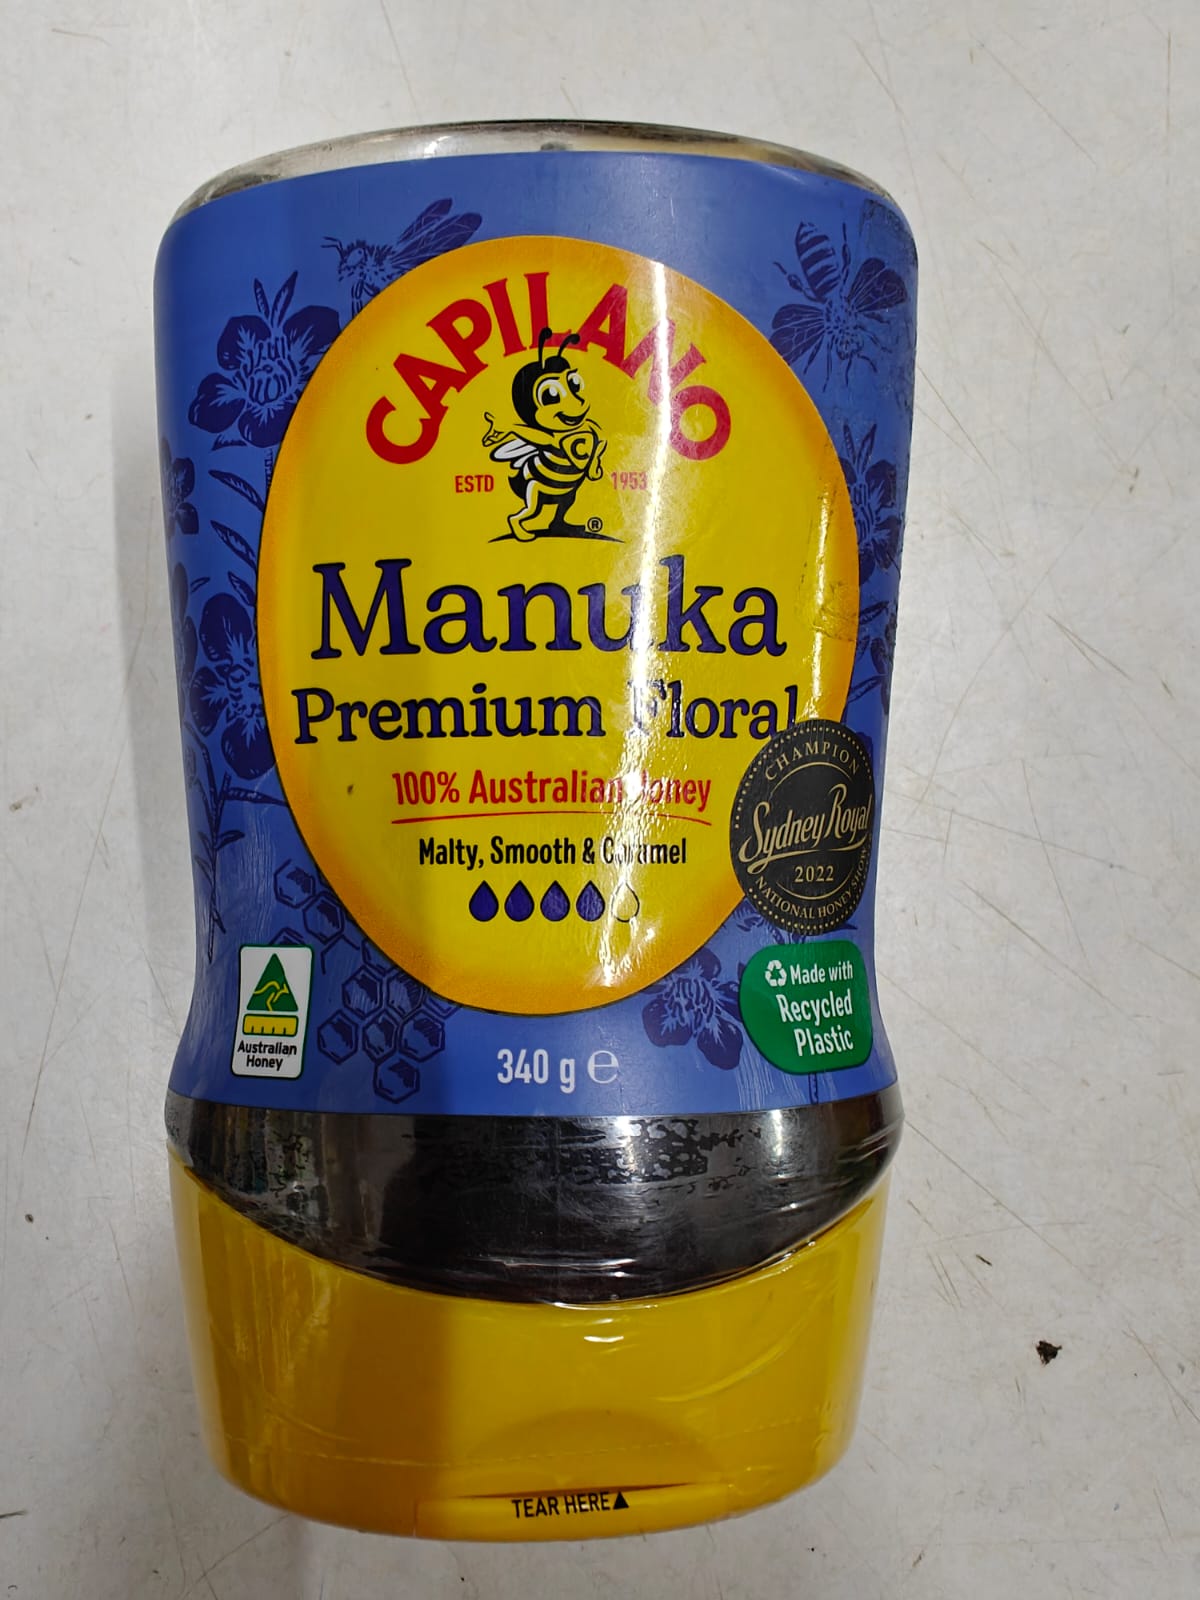 CAPILANO
C
ESTD 1953
®
Manuka
Premium Floral
100% Australian Honey
Malty, Smooth & Caramel
CHAMPION
Sydney Royal
2022
NATIONAL HONEY SHOW
Made with
Recycled
Plastic
Australian
Honey
340 g ℮
TEAR HERE▲